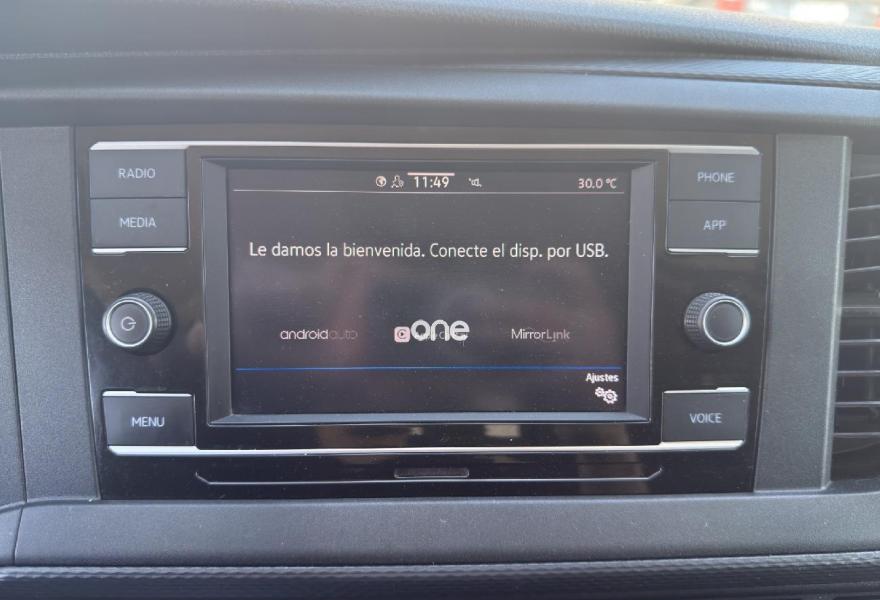 RADIO
MEDIA
MENU
11:49
30.0 °C
Le damos la bienvenida. Conecte el disp. por USB.
androidauto
one
MirrorLink
Ajustes
PHONE
APP
VOICE